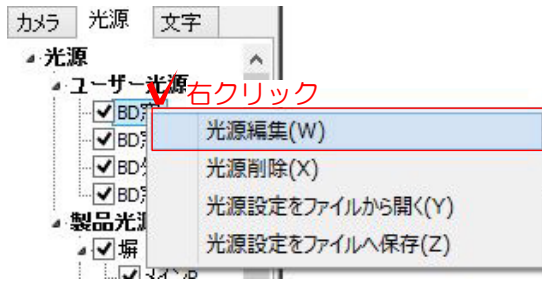 カメラ 光源 文字
光源
ユーザー光源
右クリック
BD
光源編集(W)
BD
光源削除(X)
BD
光源設定をファイルから開く(Y)
BD
製品光
光源設定をファイルへ保存(Z)
塀